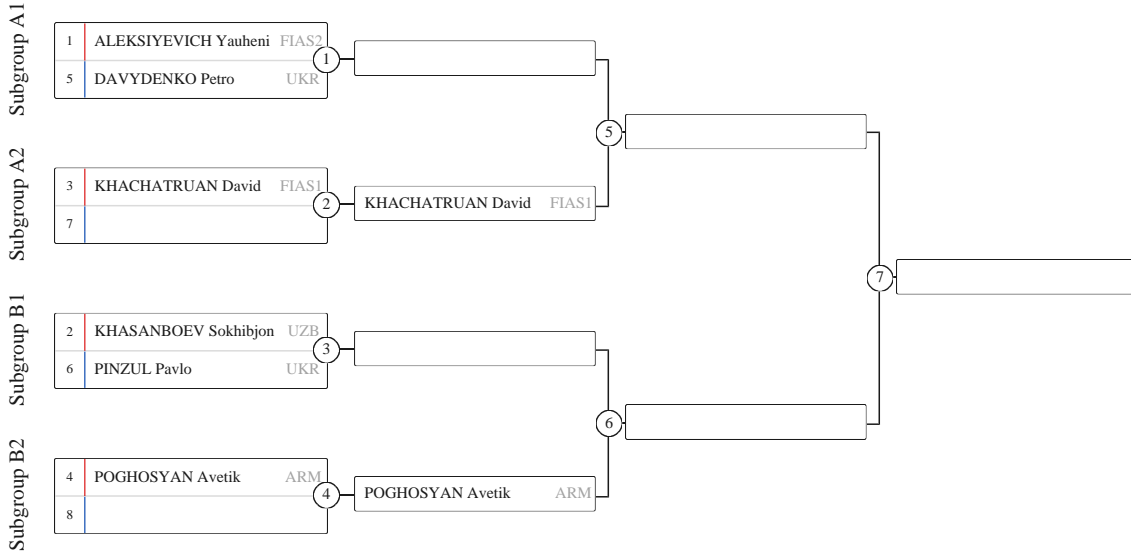 Subgroup A1
1 ALEKSIYEVICH Yauheni FIAS2
5 DAVYDENKO Petro UKR
1
5
Subgroup A2
3 KHACHATRUAN David FIAS1
7
2
KHACHATRUAN David FIAS1
7
Subgroup B1
2 KHASANBOEV Sokhibjon UZB
6 PINZUL Pavlo UKR
3
6
Subgroup B2
4 POGHOSYAN Avetik ARM
8
4
POGHOSYAN Avetik ARM